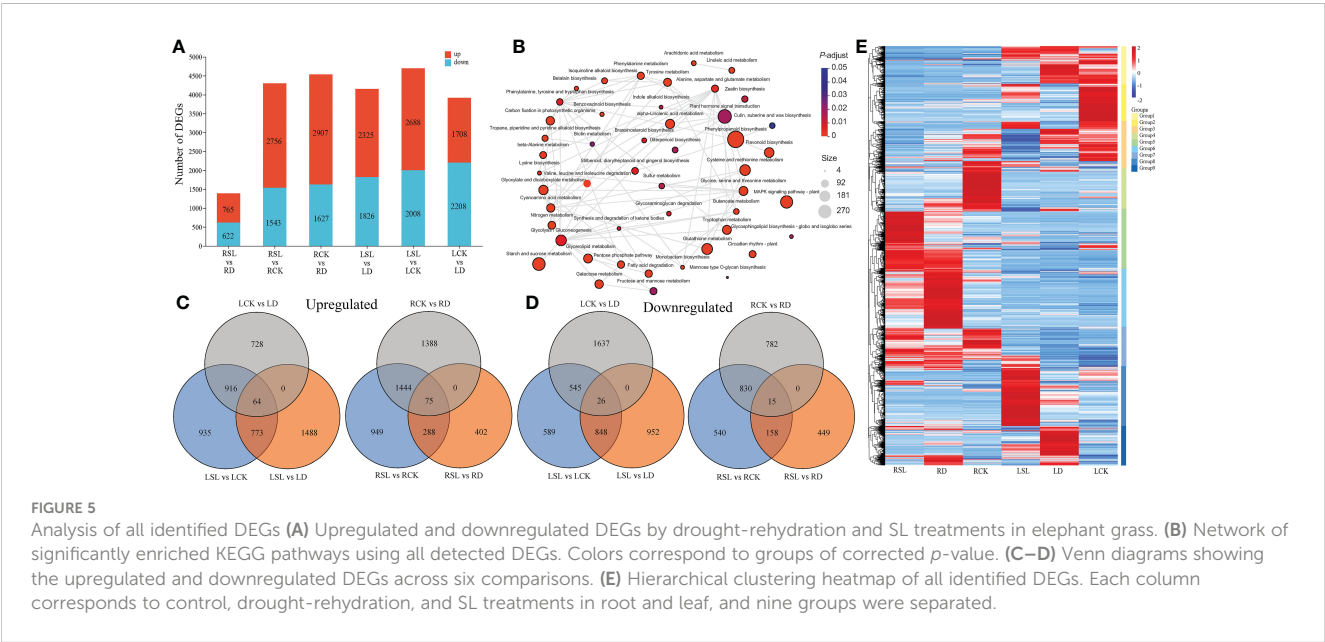 A
Number of DEGs
5000
4500
4000
3500
3000
2500
2000
1500
1000
500
0
up
down
765
622
2756
1543
2907
1627
2325
1826
2688
2008
1708
2208
RSL vs RD
RSL vs RCK
RCK vs RD
LSL vs LD
LSL vs LCK
LCK vs LD
B
Arachidonic acid metabolism
Linoleic acid metabolism
Phenylalanine metabolism
Isoquinoline alkaloid biosynthesis
Tyrosine metabolism
Betalain biosynthesis
Alanine, aspartate and glutamate metabolism
Phenylalanine, tyrosine and tryptophan biosynthesis
Zeatin biosynthesis
Indole alkaloid biosynthesis
Benzoxazinoid biosynthesis
Plant hormone signal transduction
Carbon fixation in photosynthetic organisms
alpha-Linolenic acid metabolism
Cutin, suberine and wax biosynthesis
Tropane, piperidine and pyridine alkaloid biosynthesis
Brassinosteroid biosynthesis
Phenylpropanoid biosynthesis
Biotin metabolism
beta-Alanine metabolism
Diterpenoid biosynthesis
Flavonoid biosynthesis
Lysine biosynthesis
Stilbenoid, diarylheptanoid and gingerol biosynthesis
Cysteine and methionine metabolism
Valine, leucine and isoleucine degradation
Glyoxylate and dicarboxylate metabolism
Sulfur metabolism
Glycine, serine and threonine metabolism
Cyanoamino acid metabolism
MAPK signaling pathway - plant
Glycosaminoglycan degradation
Butanoate metabolism
Nitrogen metabolism
Synthesis and degradation of ketone bodies
Tryptophan metabolism
Glycolysis / Gluconeogenesis
Glycosphingolipid biosynthesis - globo and isoglobo series
Glutathione metabolism
Glycerolipid metabolism
Circadian rhythm - plant
Starch and sucrose metabolism
Pentose phosphate pathway
Monobactam biosynthesis
Fatty acid degradation
Mannose type O-glycan biosynthesis
Galactose metabolism
Fructose and mannose metabolism
P-adjust
0.05
0.04
0.03
0.02
0.01
0
Size
4
92
181
270
C
Upregulated
LCK vs LD
728
916
0
64
935
773
1488
LSL vs LCK
LSL vs LD
RCK vs RD
1388
1444
0
75
949
288
402
RSL vs RCK
RSL vs RD
D
Downregulated
LCK vs LD
1637
545
0
26
589
848
952
LSL vs LCK
LSL vs LD
RCK vs RD
782
830
0
15
540
158
449
RSL vs RCK
RSL vs RD
E
2
1
0
-1
-2
Groups
Group1
Group2
Group3
Group4
Group5
Group6
Group7
Group8
Group9
RSL
RD
RCK
LSL
LD
LCK
FIGURE 5
Analysis of all identified DEGs (A) Upregulated and downregulated DEGs by drought-rehydration and SL treatments in elephant grass. (B) Network of
significantly enriched KEGG pathways using all detected DEGs. Colors correspond to groups of corrected p-value. (C–D) Venn diagrams showing
the upregulated and downregulated DEGs across six comparisons. (E) Hierarchical clustering heatmap of all identified DEGs. Each column
corresponds to control, drought-rehydration, and SL treatments in root and leaf, and nine groups were separated.